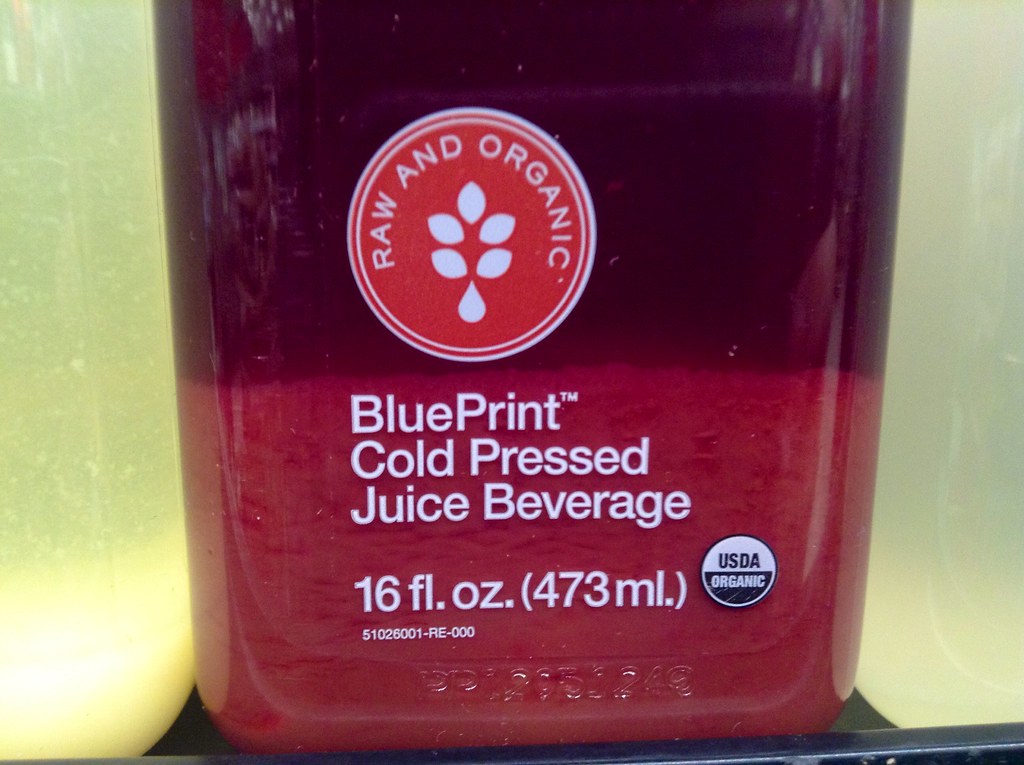 RAW AND ORGANIC
BluePrint™
Cold Pressed
Juice Beverage
16 fl. oz. (473 ml.)
USDA
ORGANIC
51026001-RE-000